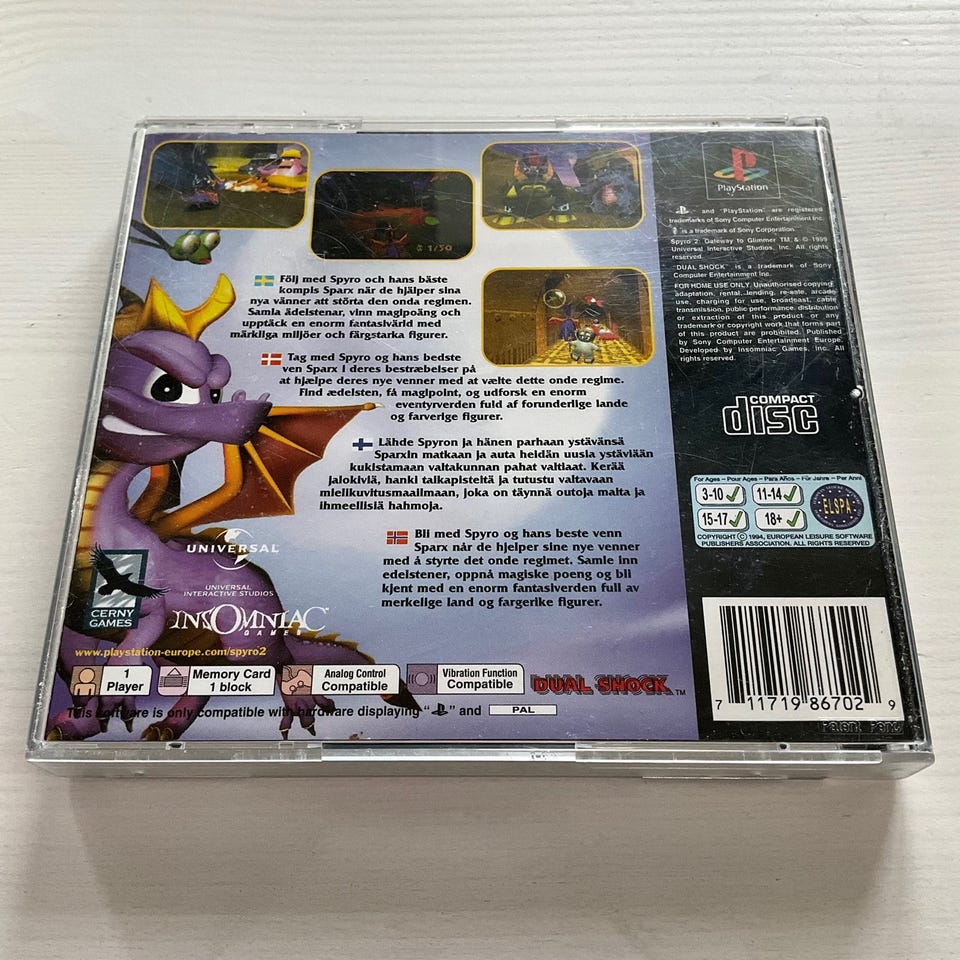 1/50
Följ med Spyro och hans bäste
kompis Sparx när de hjälper sina
nya vänner att störta den onda regimen.
Samla ädelstenar, vinn magipoäng och
upptäck en enorm fantasivärld med
märkliga miljöer och färgstarka figurer.
Tag med Spyro og hans bedste
ven Sparx i deres bestræbelser på
at hjælpe deres nye venner med at vælte dette onde regime.
Find ædelsten, få magipoint, og udforsk en enorm
eventyrverden fuld af forunderlige lande
og farverige figurer.
Lähde Spyron ja hänen parhaan ystävänsä
Sparxin matkaan ja auta heidän uusia ystäviään
kukistamaan valtakunnan pahat valtiaat. Kerää
jalokiviä, hanki taikapisteitä ja tutustu valtavaan
mielikuvitusmaailmaan, joka on täynnä outoja maita ja
ihmeellisiä hahmoja.
Bli med Spyro og hans beste venn
Sparx når de hjelper sine nye venner
med å styrte det onde regimet. Samle inn
edelstener, oppnå magiske poeng og bli
kjent med en enorm fantasiverden full av
merkelige land og fargerike figurer.
UNIVERSAL
UNIVERSAL
INTERACTIVE STUDIOS
INSOMNIAC
GAMES
CERNY
GAMES
www.playstation-europe.com/spyro2
1
Player
Memory Card
1 block
Analog Control
Compatible
Vibration Function
Compatible
DUAL SHOCK™
This software is only compatible with hardware displaying " " and PAL
PlayStation
and "PlayStation" are registered
trademarks of Sony Computer Entertainment Inc.
is a trademark of Sony Corporation.
Spyro 2: Gateway to Glimmer TM, & © 1999
Universal Interactive Studios, Inc. All rights
reserved.
"DUAL SHOCK" is a trademark of Sony
Computer Entertainment Inc.
FOR HOME USE ONLY. Unauthorised copying,
adaptation, rental, lending, re-sale, arcade
use, charging for use, broadcast, cable
transmission, public performance, distribution
or extraction of this product or any
trademark or copyright work that forms part
of this product are prohibited. Published
by Sony Computer Entertainment Europe.
Developed by Insomniac Games, Inc. All
rights reserved.
COMPACT
disc
For Ages - Pour Ages - Para Años - Für Jahre - Per Anni
3-10 11-14
15-17 18+
ELSPA
COPYRIGHT © 1994, EUROPEAN LEISURE SOFTWARE
PUBLISHERS ASSOCIATION. ALL RIGHTS RESERVED
7 11719 86702 9